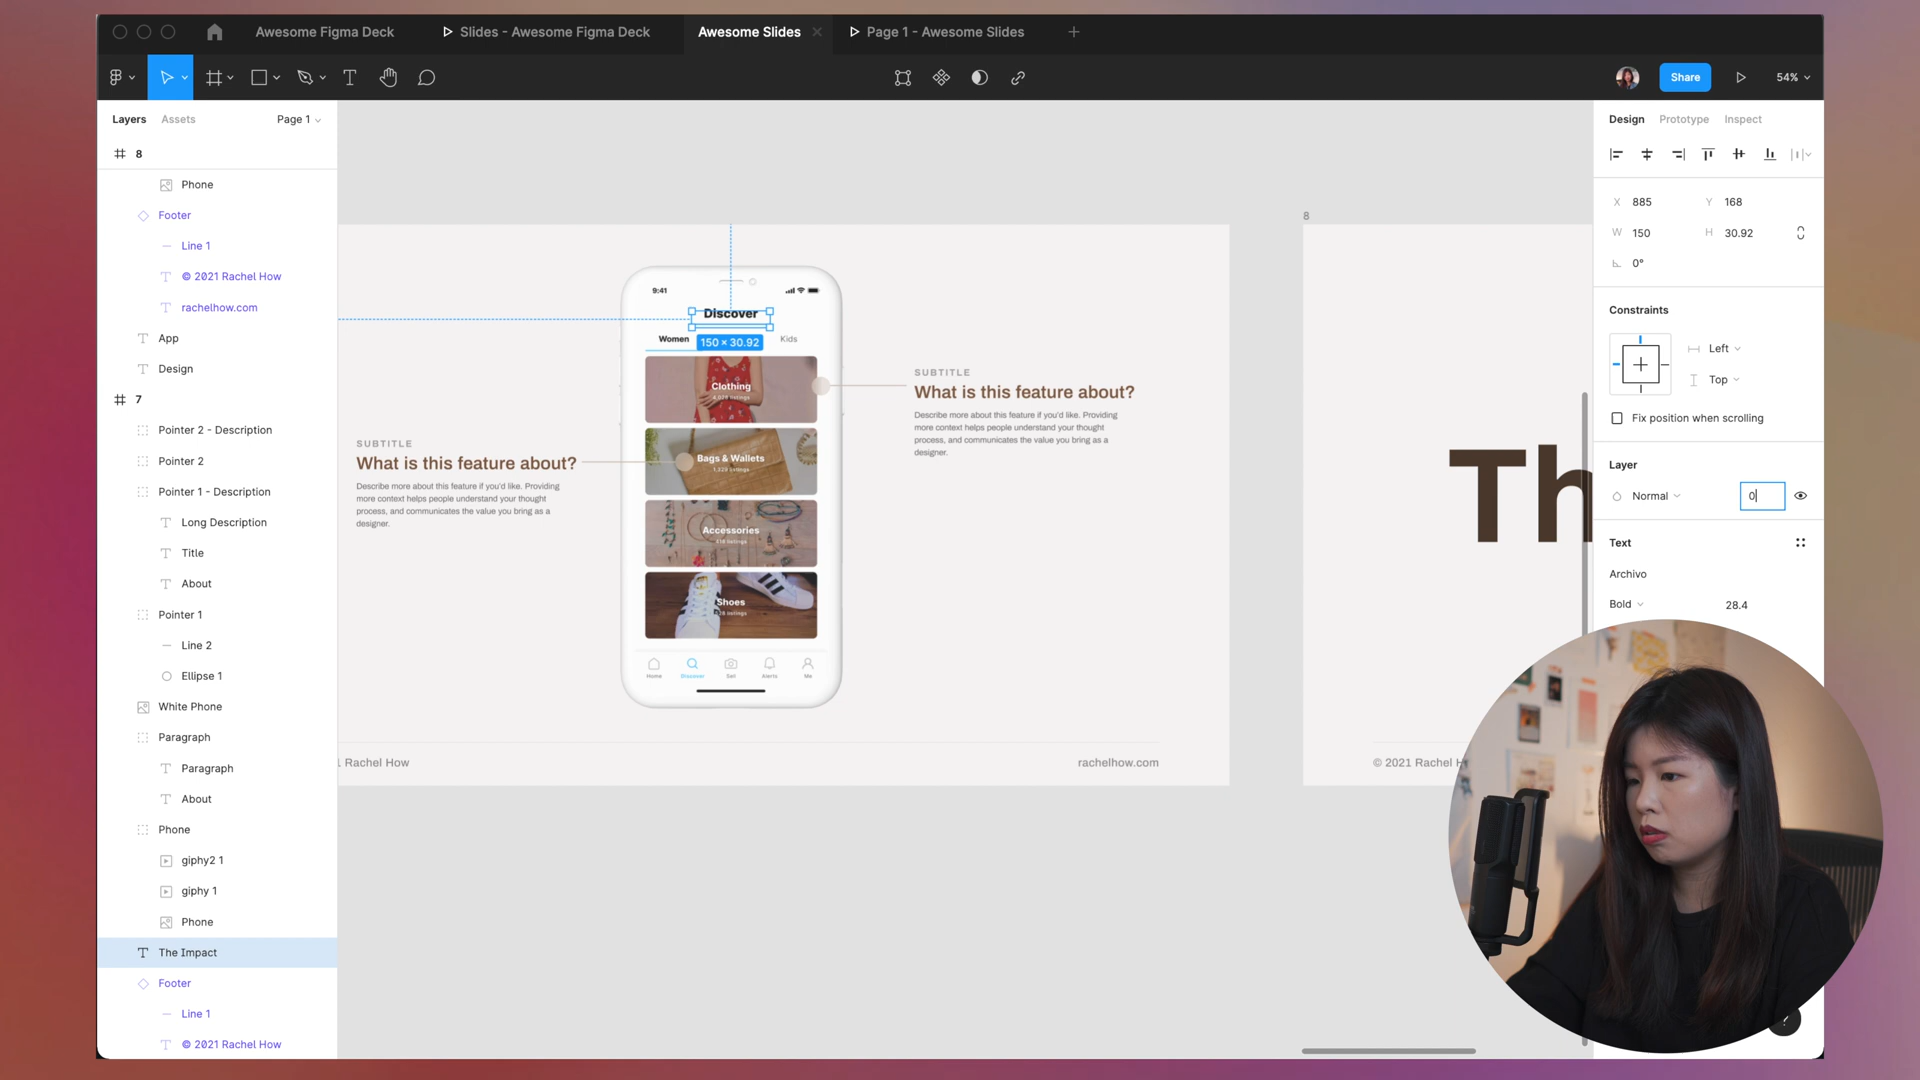 Awesome Figma Deck
Slides - Awesome Figma Deck
Awesome Slides
Page 1 - Awesome Slides
Share
54%
Layers
Assets
Page 1
8
Phone
Footer
Line 1
© 2021 Rachel How
rachelhow.com
App
Design
7
Pointer 2 - Description
Pointer 2
Pointer 1 - Description
Long Description
Title
About
Pointer 1
Line 2
Ellipse 1
White Phone
Paragraph
Paragraph
About
Phone
giphy2 1
giphy 1
Phone
The Impact
Footer
Line 1
© 2021 Rachel How
9:41
Discover
Women
150 × 30.92
Kids
Clothing
Bags & Wallets
1,329 listings
Accessories
Shoes
Home
Discover
Sell
Alerts
Me
SUBTITLE
What is this feature about?
Describe more about this feature if you'd like. Providing
more context helps people understand your thought
process, and communicates the value you bring as a
designer.
SUBTITLE
What is this feature about?
Describe more about this feature if you'd like. Providing
more context helps people understand your thought
process, and communicates the value you bring as a
designer.
1 Rachel How
rachelhow.com
8
Th
© 2021 Rachel H
Design
Prototype
Inspect
X 885
Y 168
W 150
H 30.92
0°
Constraints
Left
Top
Fix position when scrolling
Layer
Normal
0
Text
Archivo
Bold
28.4